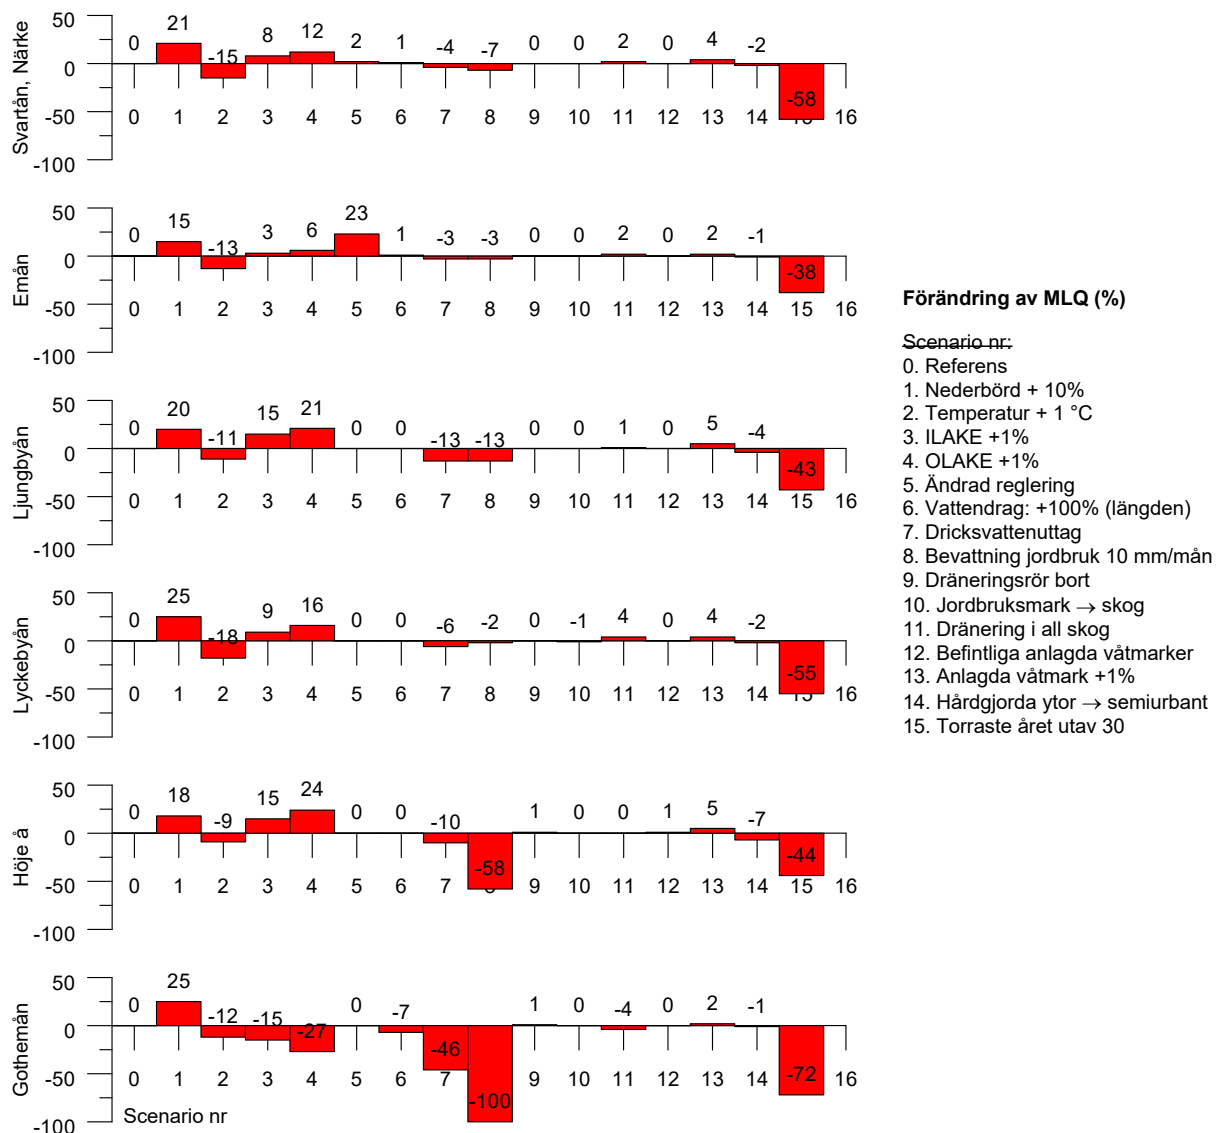 50
0
-50
-100
Svartån, Närke
0 21 -15 8 12 2 1 -4 -7 0 0 2 0 4 -2 -58
0 1 2 3 4 5 6 7 8 9 10 11 12 13 14 15 16
50
0
-50
-100
Emån
0 15 -13 3 6 23 1 -3 -3 0 0 2 0 2 -1 -38
0 1 2 3 4 5 6 7 8 9 10 11 12 13 14 15 16
50
0
-50
-100
Ljungbyån
0 20 -11 15 21 0 0 -13 -13 0 0 1 0 5 -4 -43
0 1 2 3 4 5 6 7 8 9 10 11 12 13 14 15 16
50
0
-50
-100
Lyckebyån
0 25 -18 9 16 0 0 -6 -2 0 -1 4 0 4 -2 -55
0 1 2 3 4 5 6 7 8 9 10 11 12 13 14 15 16
50
0
-50
-100
Höje å
0 18 -9 15 24 0 0 -10 -58 1 0 0 1 5 -7 -44
0 1 2 3 4 5 6 7 8 9 10 11 12 13 14 15 16
50
0
-50
-100
Gothemån
0 25 -12 -15 -27 0 -7 -46 -100 1 0 -4 0 2 -1 -72
0 1 2 3 4 5 6 7 9 10 11 12 13 14 15 16
Scenario nr
Förändring av MLQ (%)
Scenario nr:
0. Referens
1. Nederbörd + 10%
2. Temperatur + 1 °C
3. ILAKE +1%
4. OLAKE +1%
5. Ändrad reglering
6. Vattendrag: +100% (längden)
7. Dricksvattenuttag
8. Bevattning jordbruk 10 mm/mån
9. Dräneringsrör bort
10. Jordbruksmark → skog
11. Dränering i all skog
12. Befintliga anlagda våtmarker
13. Anlagda våtmark +1%
14. Hårdgjorda ytor → semiurbant
15. Torraste året utav 30